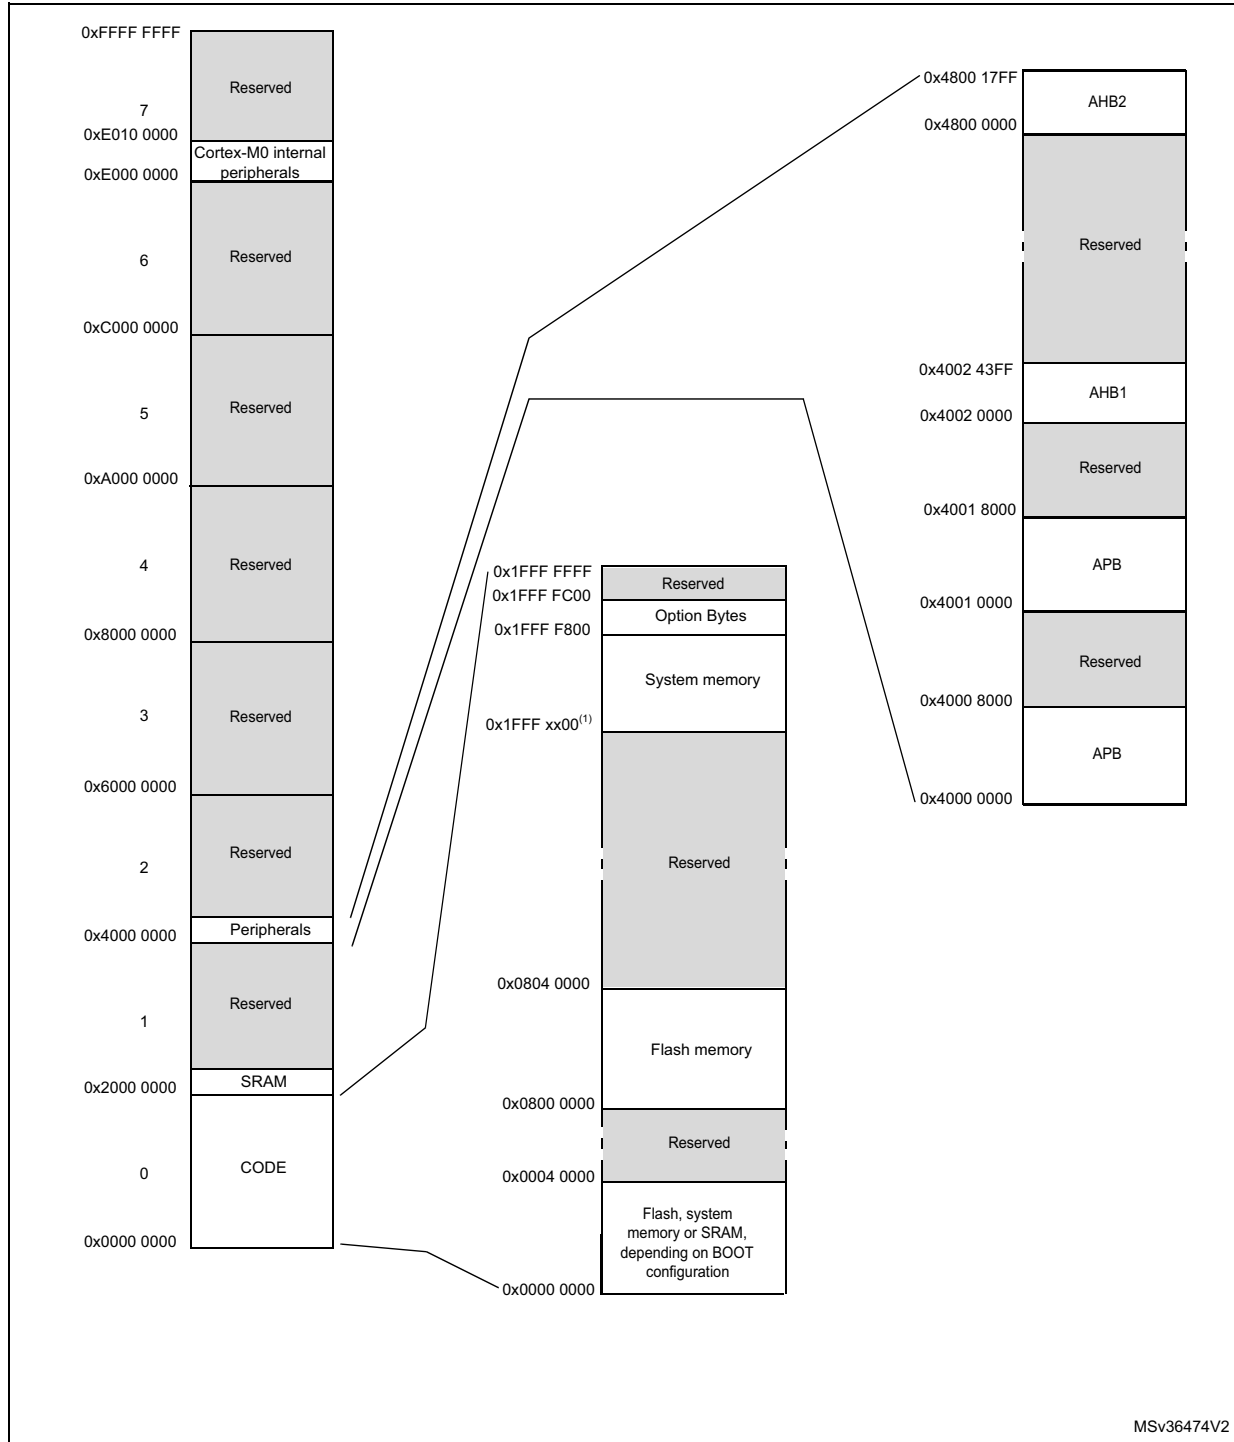 0xFFFF FFFF
Reserved
7
0xE010 0000
Cortex-M0 internal
peripherals
0xE000 0000
Reserved
6
0xC000 0000
Reserved
5
0xA000 0000
Reserved
4
0x8000 0000
Reserved
3
0x6000 0000
Reserved
2
Peripherals
0x4000 0000
Reserved
1
SRAM
0x2000 0000
CODE
0
0x0000 0000
0x1FFF FFFF
Reserved
0x1FFF FC00
Option Bytes
0x1FFF F800
System memory
0x1FFF xx00(1)
Reserved
0x0804 0000
Flash memory
0x0800 0000
Reserved
0x0004 0000
Flash, system
memory or SRAM,
depending on BOOT
configuration
0x0000 0000
0x4800 17FF
AHB2
0x4800 0000
Reserved
0x4002 43FF
AHB1
0x4002 0000
Reserved
0x4001 8000
APB
0x4001 0000
Reserved
0x4000 8000
APB
0x4000 0000
MSv36474V2